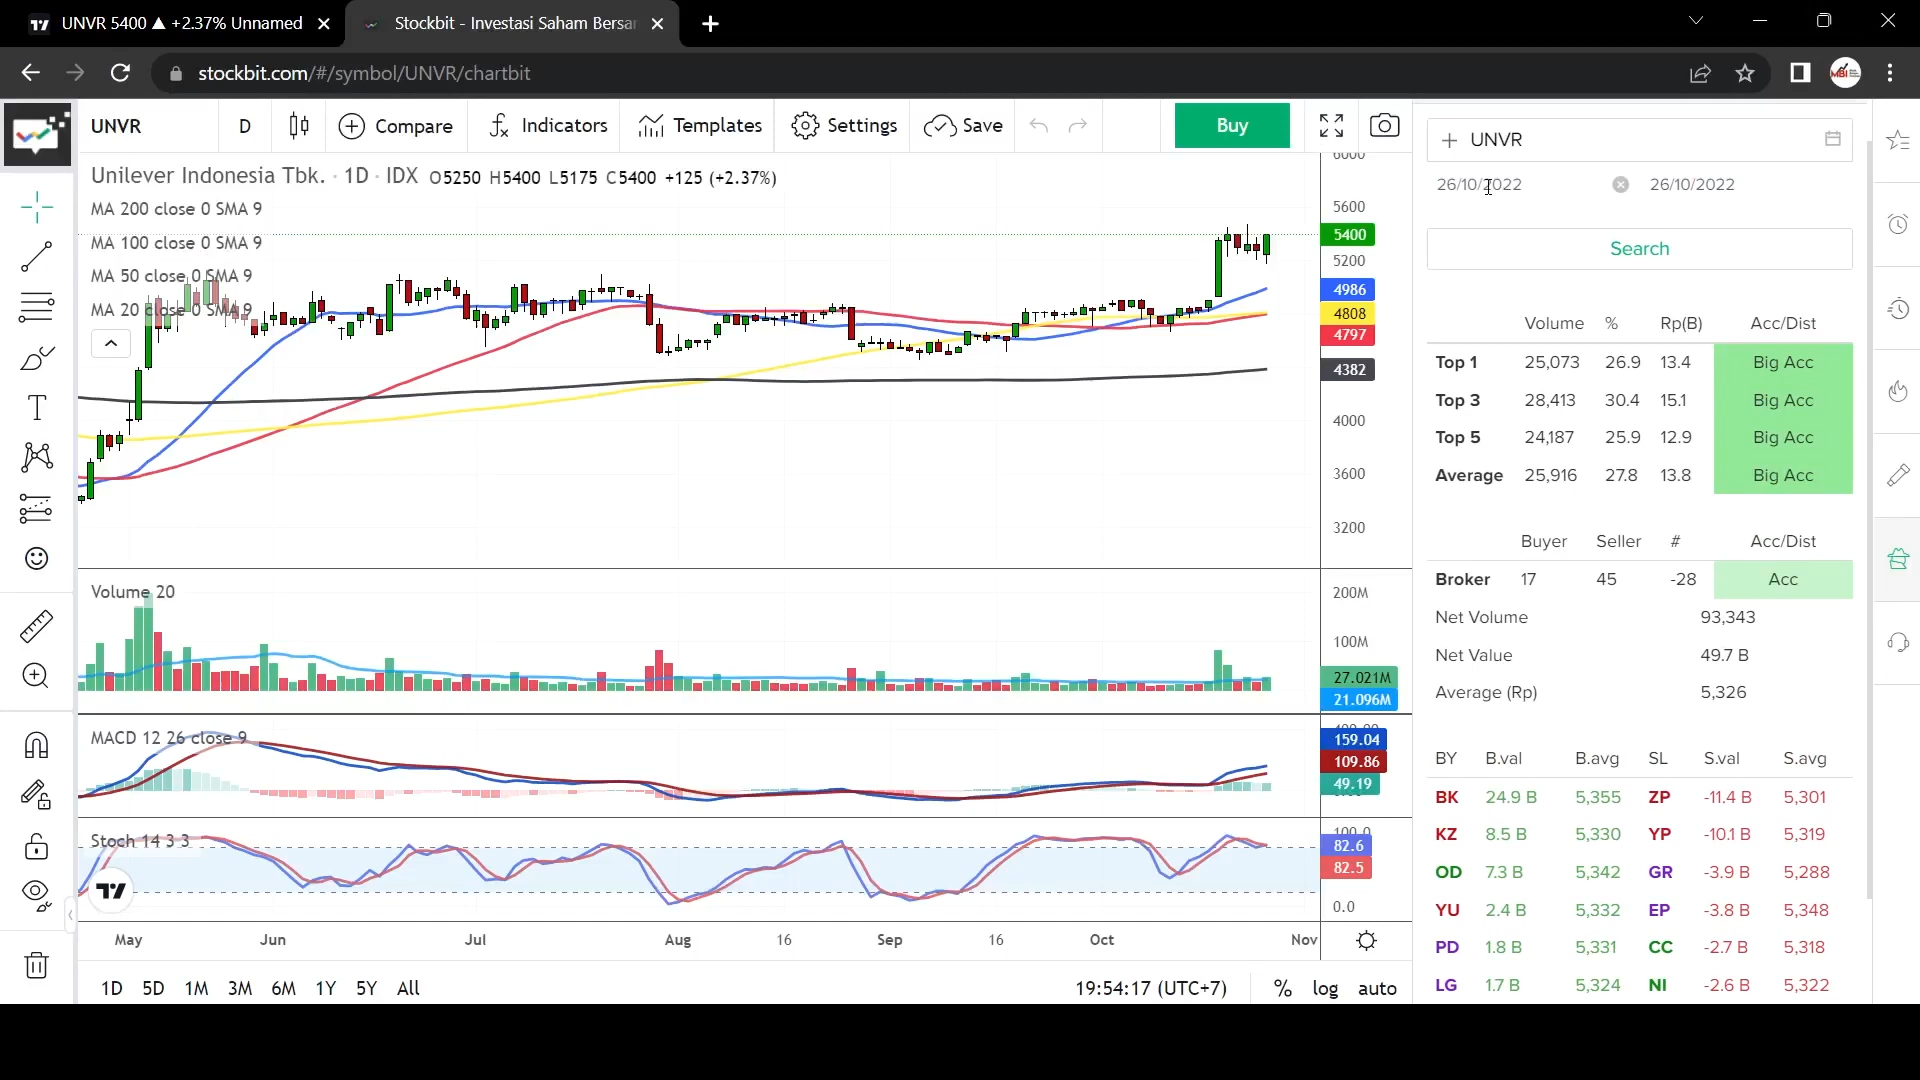 UNVR 5400 ▲ +2.37% Unnamed
Stockbit - Investasi Saham Bersa
stockbit.com/#/symbol/UNVR/chartbit
UNVR
D
Compare
Indicators
Templates
Settings
Save
Buy
Unilever Indonesia Tbk. · 1D · IDX O5250 H5400 L5175 C5400 +125 (+2.37%)
MA 200 close 0 SMA 9
MA 100 close 0 SMA 9
MA 50 close 0 SMA 9
MA 20 close 0 SMA 9
6000
5600
5400
5200
4986
4808
4797
4382
4000
3600
3200
Volume 20
200M
100M
27.021M
21.096M
MACD 12 26 close 9
159.04
109.86
49.19
Stoch 14 3 3
100.0
82.6
82.5
0.0
May Jun Jul Aug 16 Sep 16 Oct Nov
1D 5D 1M 3M 6M 1Y 5Y All
19:54:17 (UTC+7) % log auto
+ UNVR
26/10/2022 26/10/2022
Search
Volume % Rp(B) Acc/Dist
Top 1 25,073 26.9 13.4 Big Acc
Top 3 28,413 30.4 15.1 Big Acc
Top 5 24,187 25.9 12.9 Big Acc
Average 25,916 27.8 13.8 Big Acc
Buyer Seller # Acc/Dist
Broker 17 45 -28 Acc
Net Volume 93,343
Net Value 49.7 B
Average (Rp) 5,326
BY B.val B.avg SL S.val S.avg
BK 24.9 B 5,355 ZP -11.4 B 5,301
KZ 8.5 B 5,330 YP -10.1 B 5,319
OD 7.3 B 5,342 GR -3.9 B 5,288
YU 2.4 B 5,332 EP -3.8 B 5,348
PD 1.8 B 5,331 CC -2.7 B 5,318
LG 1.7 B 5,324 NI -2.6 B 5,322